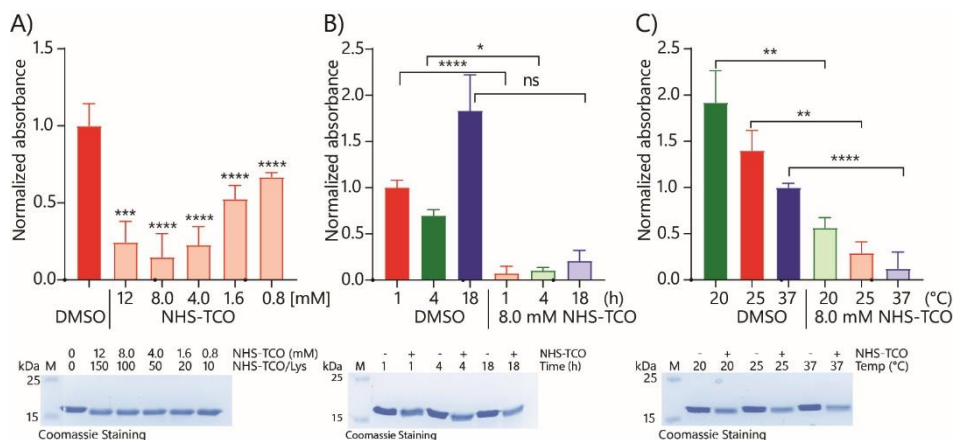 A)
B)
C)
Normalized absorbance
1.5
1.0
0.5
0.0
***
****
****
****
****
12 8.0 4.0 1.6 0.8 [mM]
DMSO NHS-TCO
Normalized absorbance
2.5
2.0
1.5
1.0
0.5
0.0
*
****
ns
1 4 18 1 4 18 (h)
DMSO 8.0 mM NHS-TCO
Normalized absorbance
2.5
2.0
1.5
1.0
0.5
0.0
**
**
****
20 25 37 20 25 37 (°C)
DMSO 8.0 mM NHS-TCO
kDa M 0 12 8.0 4.0 1.6 0.8 NHS-TCO (mM)
0 150 100 50 20 10 NHS-TCO/Lys
25
15
Coomassie Staining
- + - + - + NHS-TCO
kDa M 1 1 4 4 18 18 Time (h)
25
15
Coomassie Staining
- + - + - + NHS-TCO
kDa M 20 20 25 25 37 37 Temp (°C)
25
15
Coomassie Staining